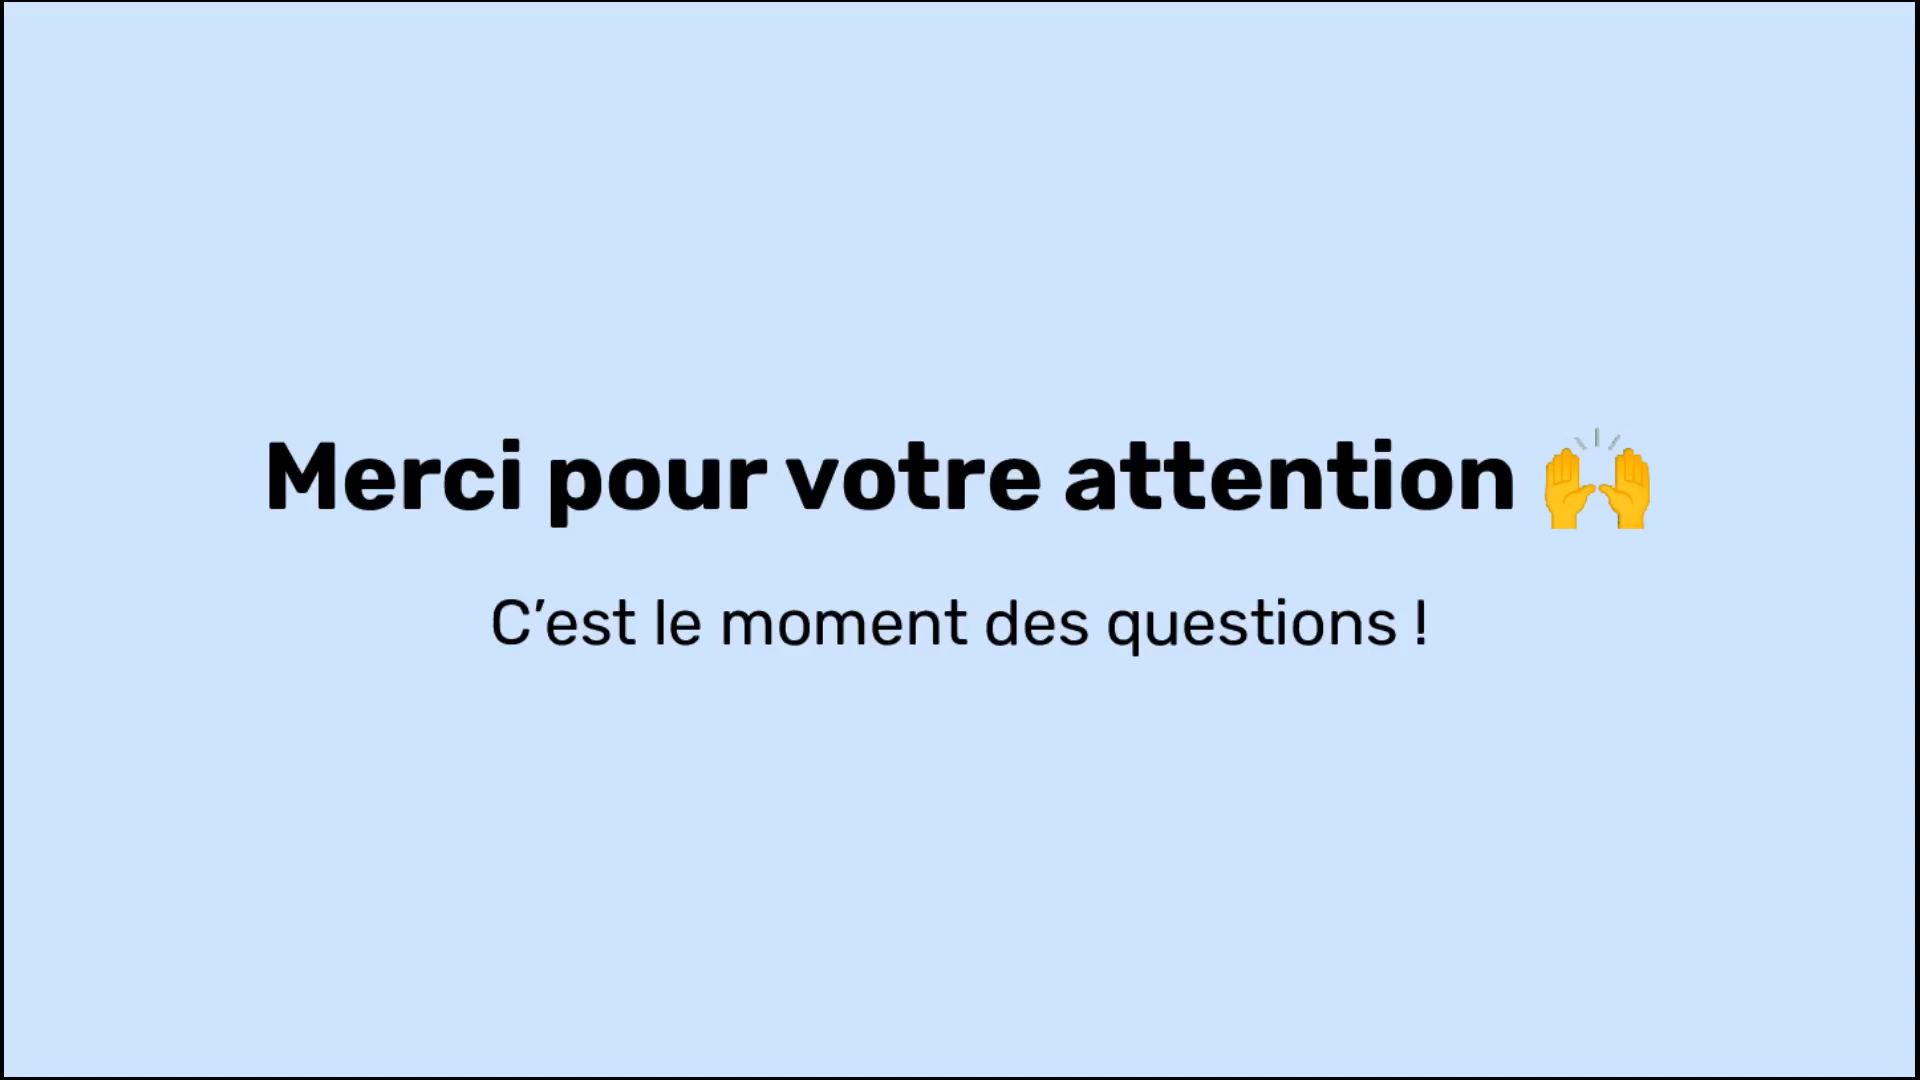 Merci pour votre attention 🙌
C’est le moment des questions !